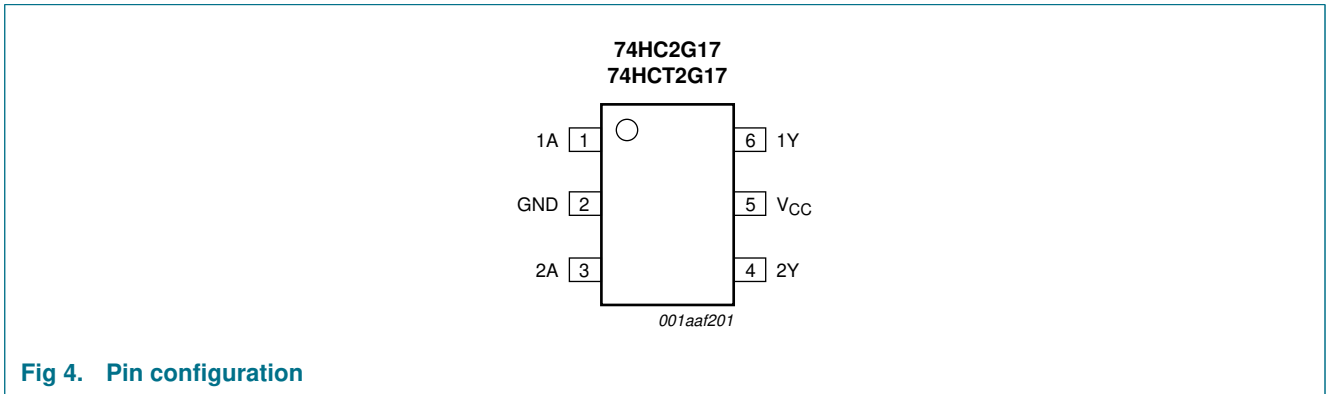 74HC2G17
74HCT2G17
1A 1 6 1Y
GND 2 5 VCC
2A 3 4 2Y
001aaf201
Fig 4. Pin configuration